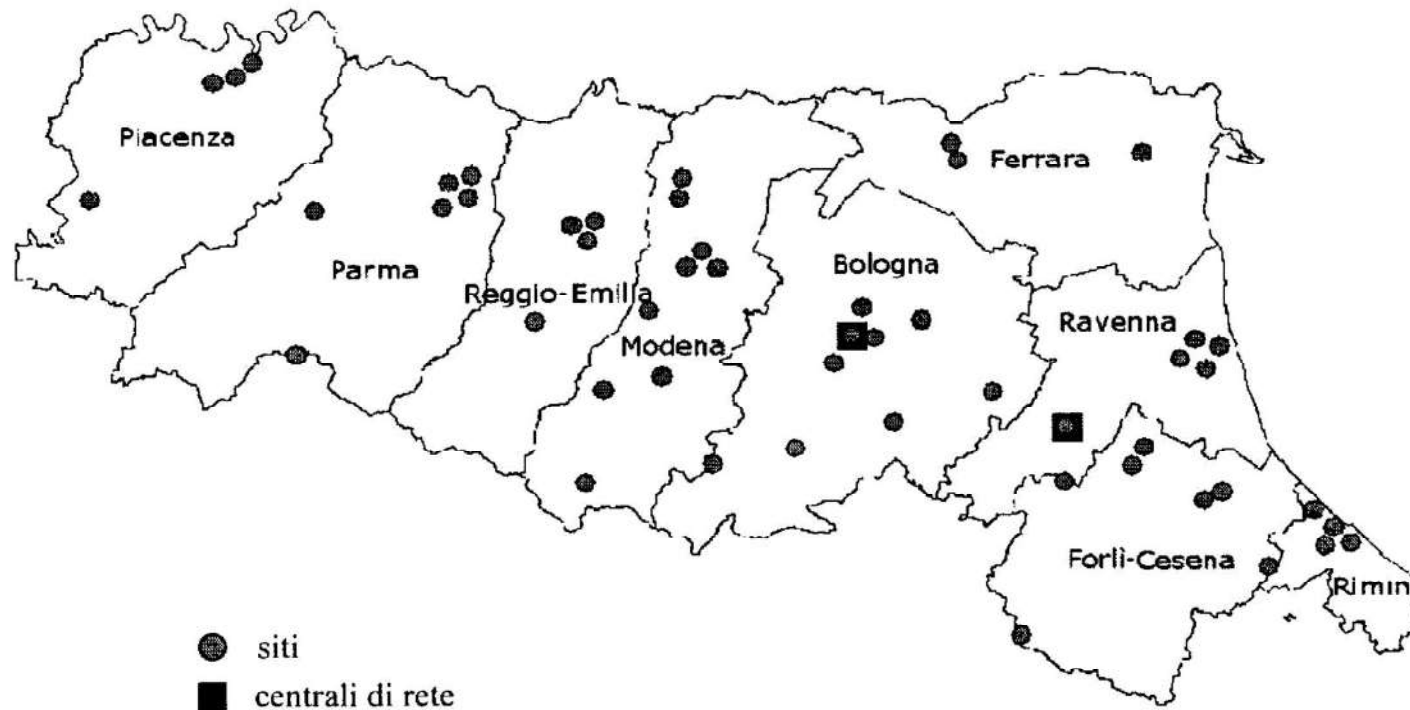 Piacenza
Ferrara
Parma
Bologna
Reggio-Emilia
Ravenna
Modena
Forlì-Cesena
Rimin
siti
centrali di rete